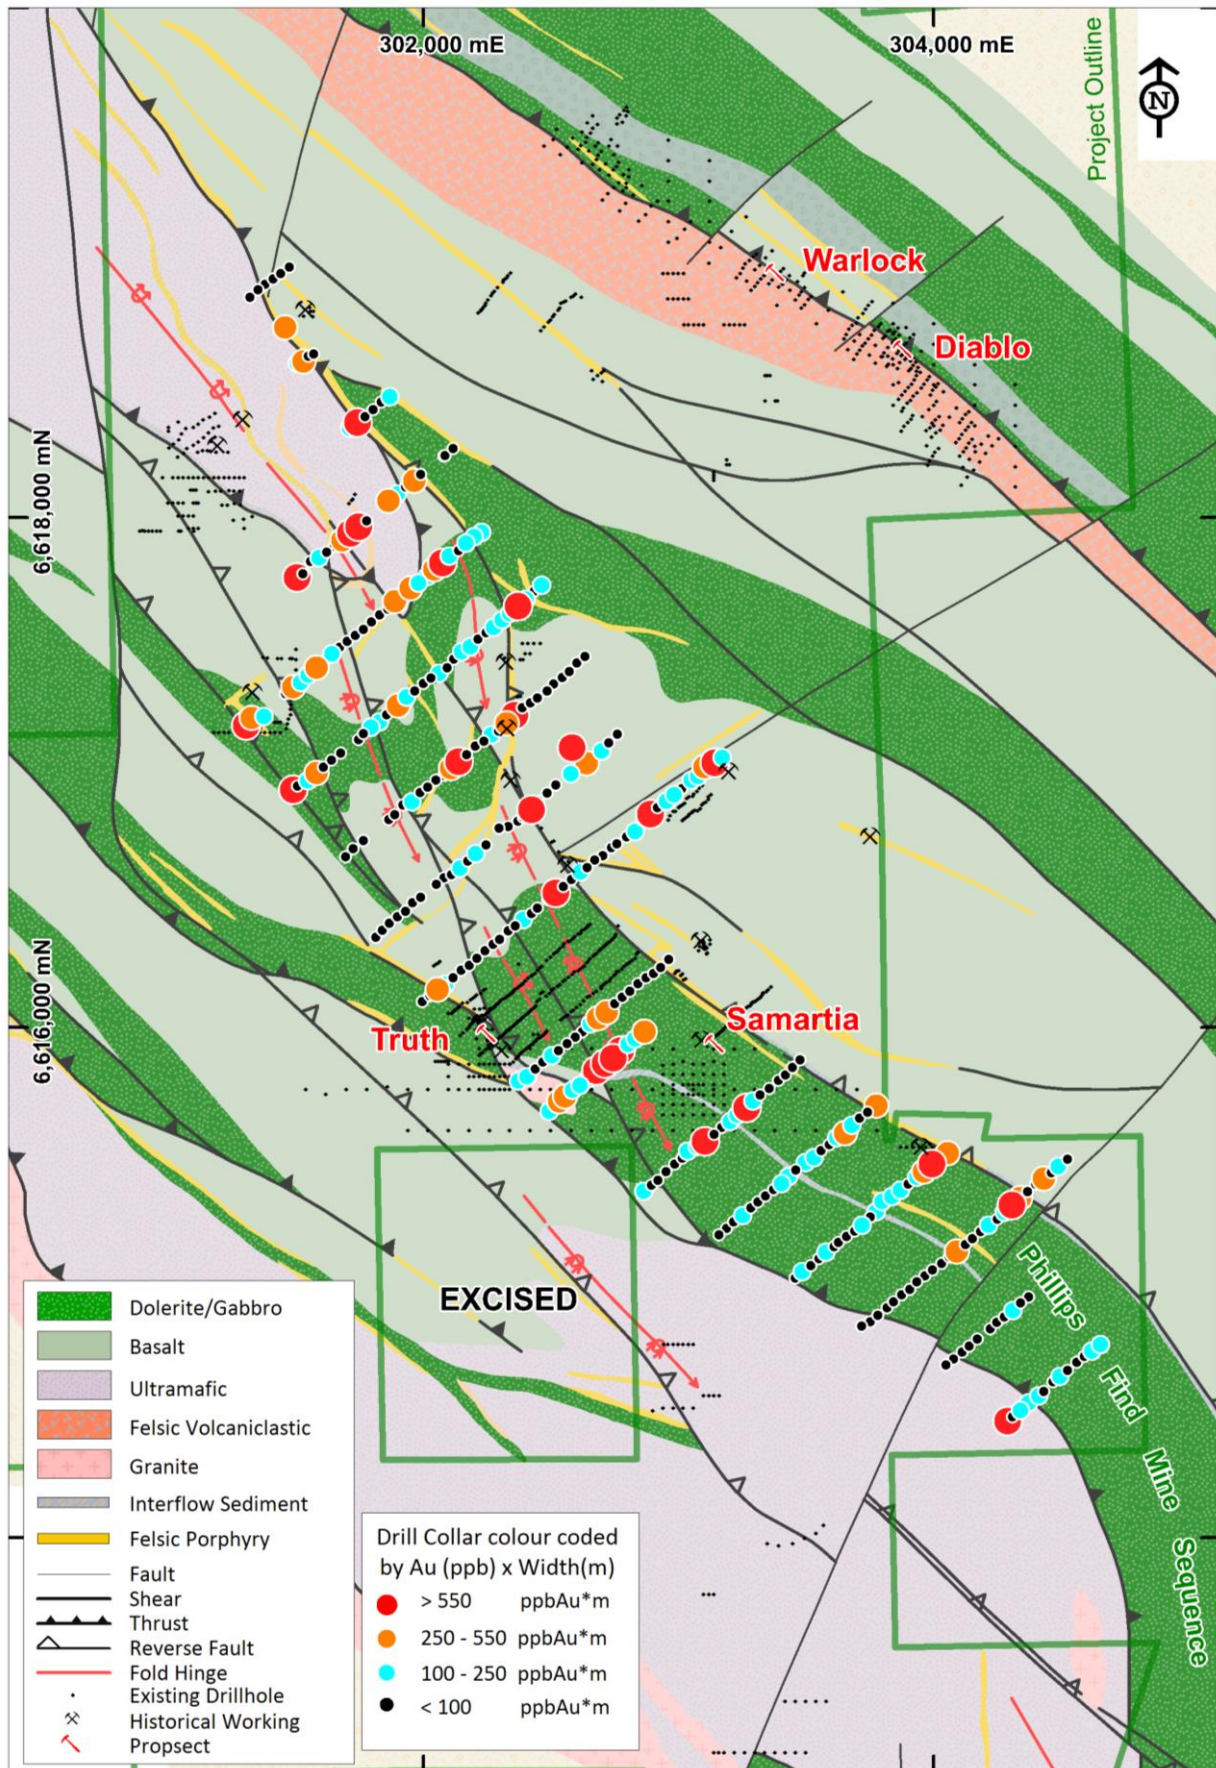 302,000 mE
304,000 mE
N
Project Outline
Warlock
Diablo
6,618,000 mN
6,616,000 mN
Truth
Samartia
EXCISED
Phillips
Find
Mine
Sequence
Dolerite/Gabbro
Basalt
Ultramafic
Felsic Volcaniclastic
Granite
Interflow Sediment
Felsic Porphyry
Fault
Shear
Thrust
Reverse Fault
Fold Hinge
Existing Drillhole
Historical Working
Propsect
Drill Collar colour coded
by Au (ppb) x Width(m)
> 550 ppbAu*m
250 - 550 ppbAu*m
100 - 250 ppbAu*m
< 100 ppbAu*m